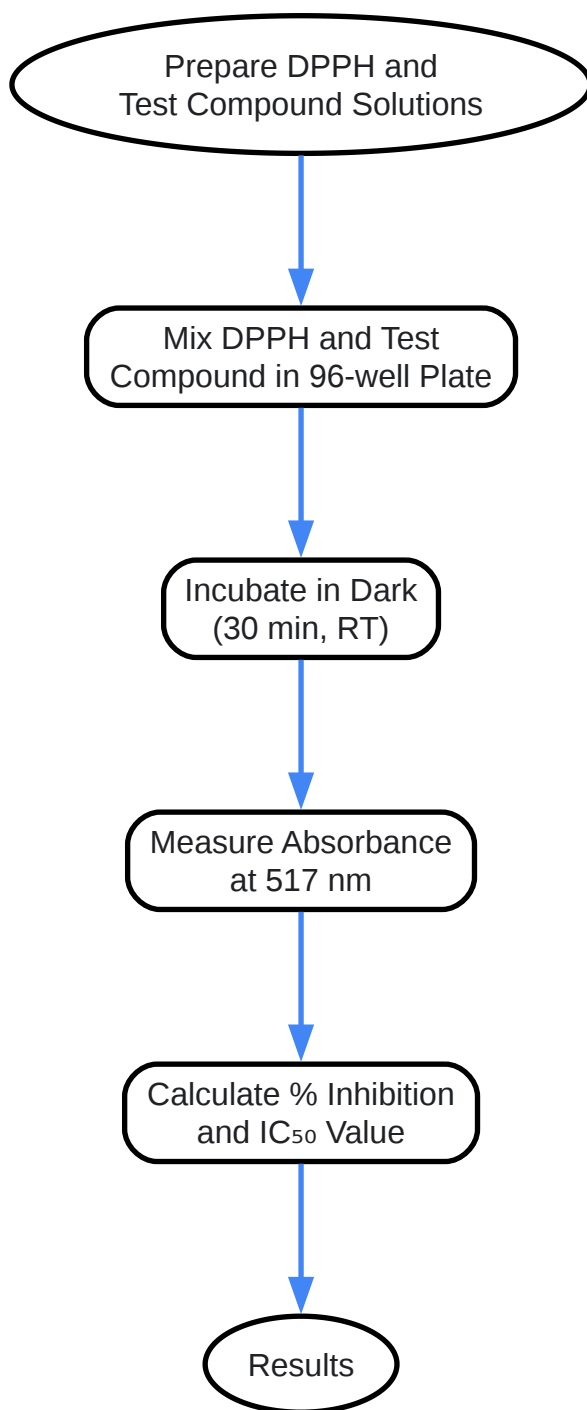 Prepare DPPH and
Test Compound Solutions
Mix DPPH and Test
Compound in 96-well Plate
Incubate in Dark
(30 min, RT)
Measure Absorbance
at 517 nm
Calculate % Inhibition
and IC₅₀ Value
Results